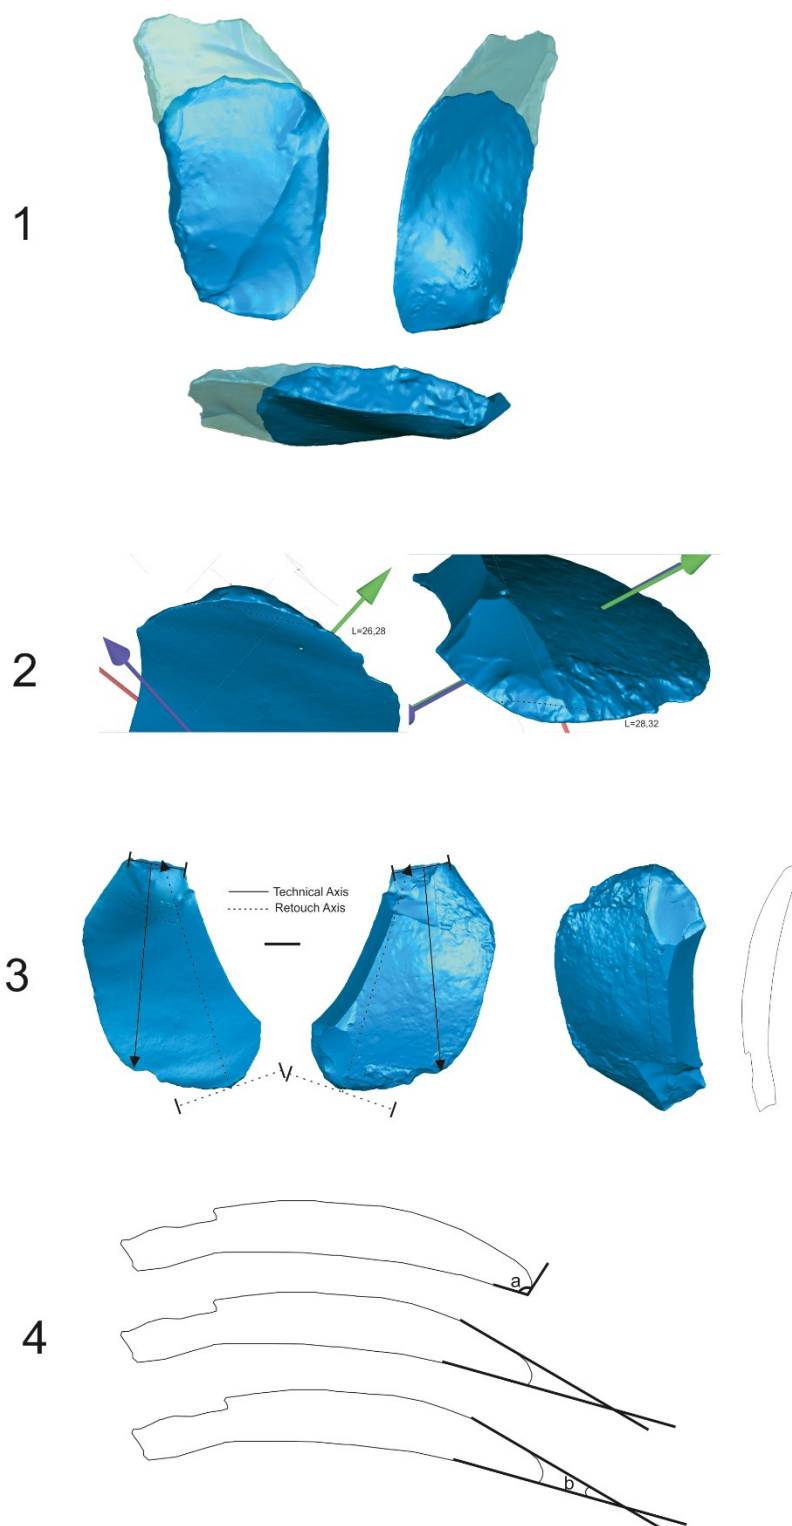 1
2
L=26,28
L=28,32
3
Technical Axis
Retouch Axis
4
a
b